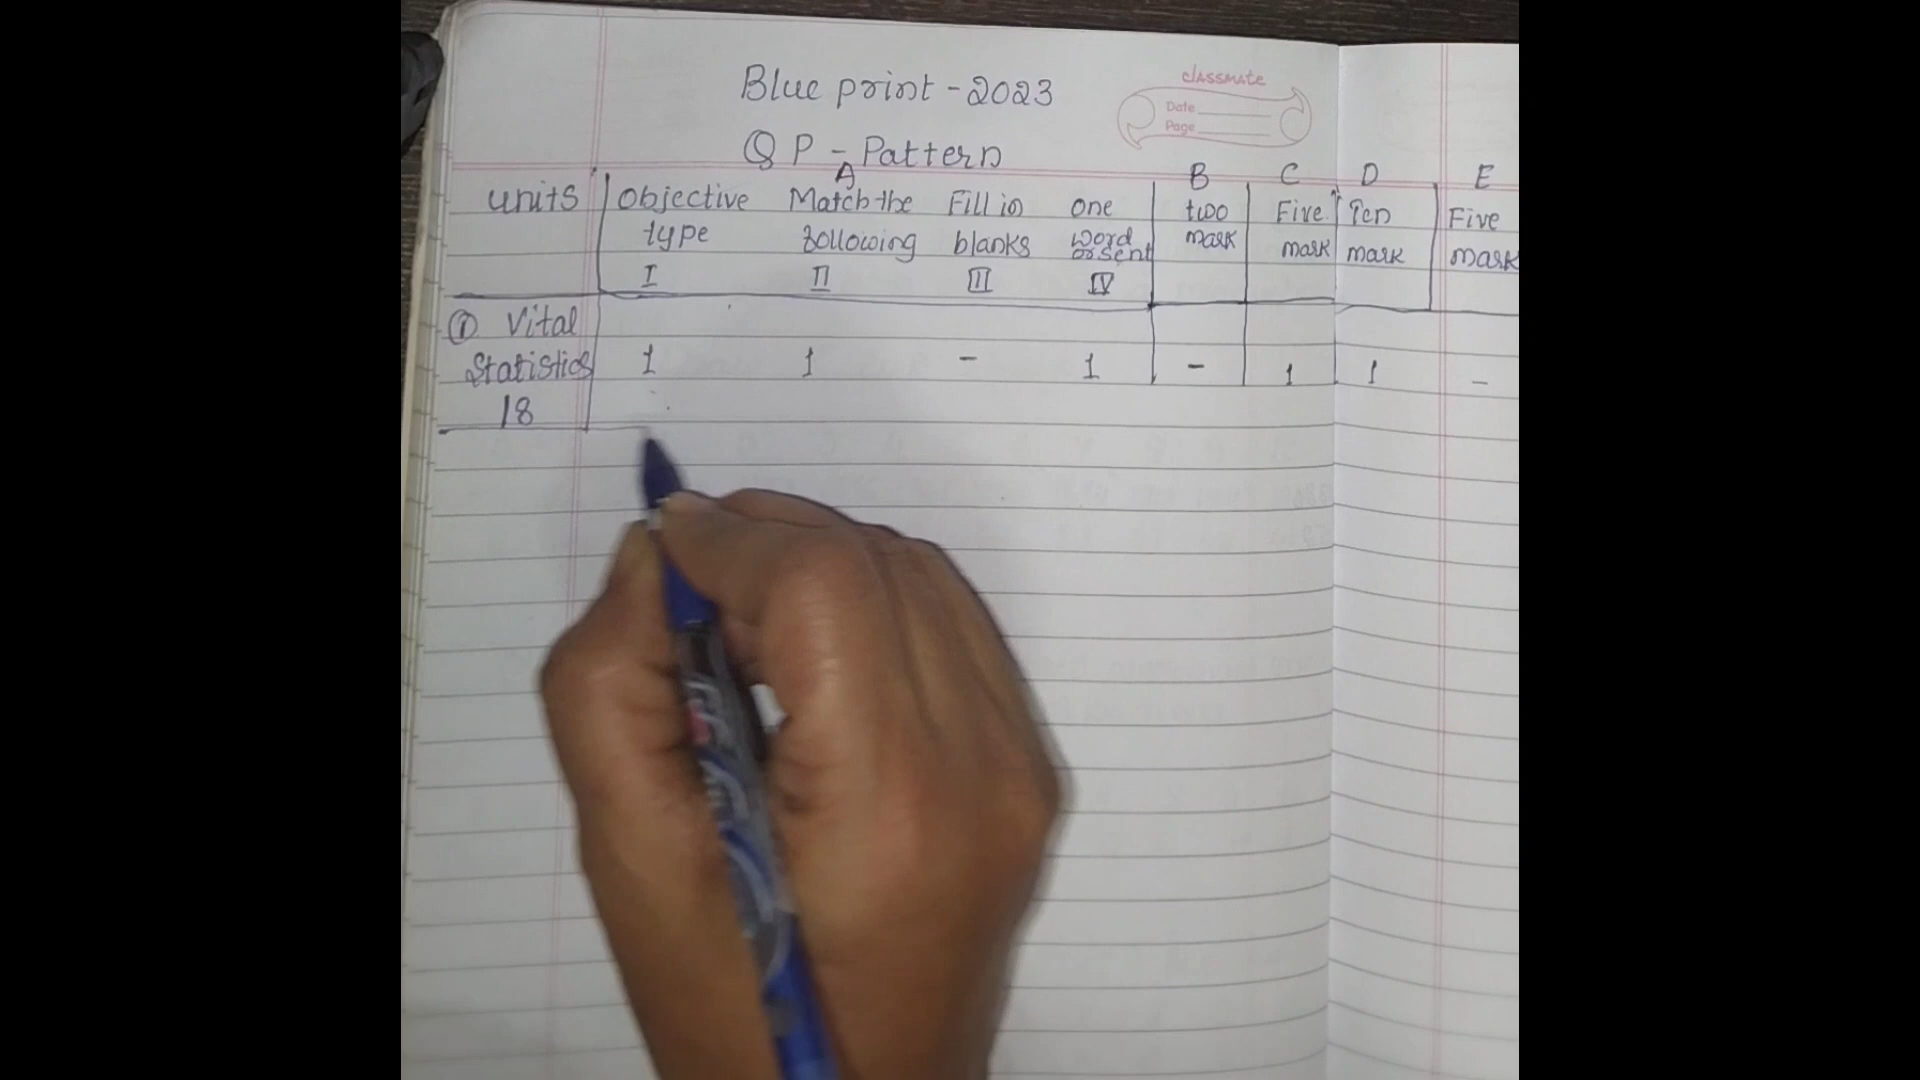 Blue print - 2023
classmate
Date
Page
Q P - Pattern
A B C D E
units Objective Match the Fill in one two Five Ten Five
type following blanks word mark mark mark mark
or sent
I II III IV
① Vital
Statistics 1 1 - 1 - 1 1 -
18